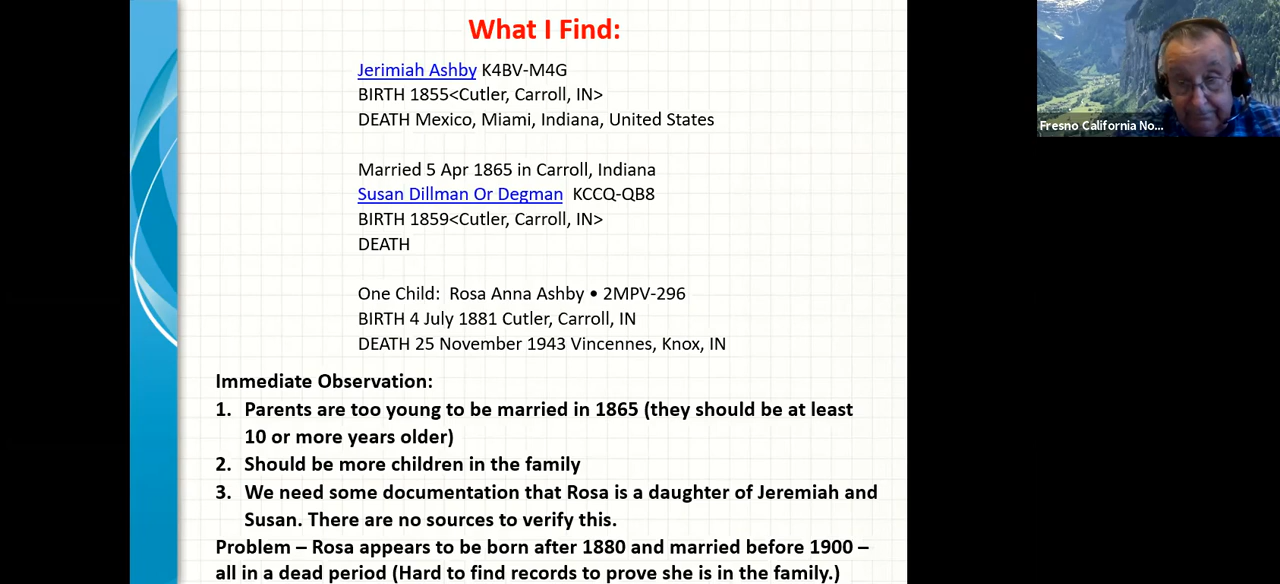 What I Find:
Jerimiah Ashby K4BV-M4G
BIRTH 1855<Cutler, Carroll, IN>
DEATH Mexico, Miami, Indiana, United States
Married 5 Apr 1865 in Carroll, Indiana
Susan Dillman Or Degman KCCQ-QB8
BIRTH 1859<Cutler, Carroll, IN>
DEATH
One Child: Rosa Anna Ashby • 2MPV-296
BIRTH 4 July 1881 Cutler, Carroll, IN
DEATH 25 November 1943 Vincennes, Knox, IN
Immediate Observation:
1. Parents are too young to be married in 1865 (they should be at least
10 or more years older)
2. Should be more children in the family
3. We need some documentation that Rosa is a daughter of Jeremiah and
Susan. There are no sources to verify this.
Problem – Rosa appears to be born after 1880 and married before 1900 –
all in a dead period (Hard to find records to prove she is in the family.)
Fresno California No...